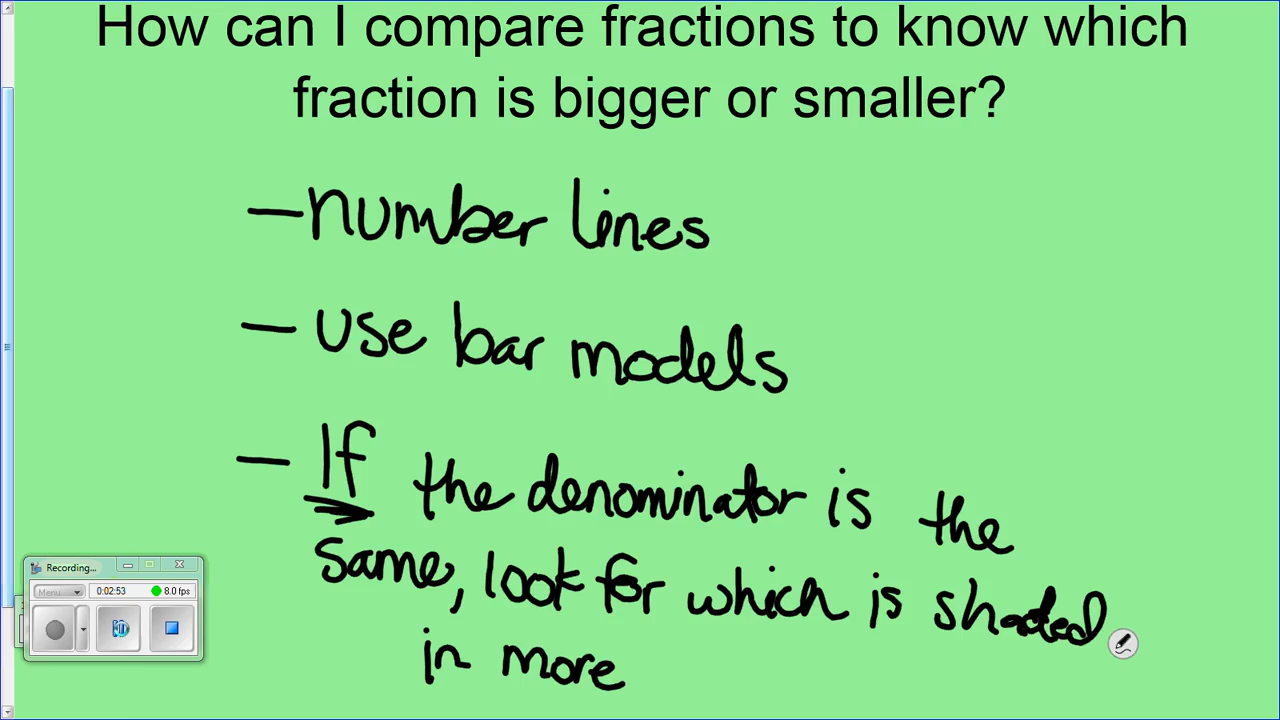 How can I compare fractions to know which
fraction is bigger or smaller?
- number lines
- use bar models
- If the denominator is the
same, look for which is shaded
in more
Recording...
Menu
0:02:53
8.0 fps